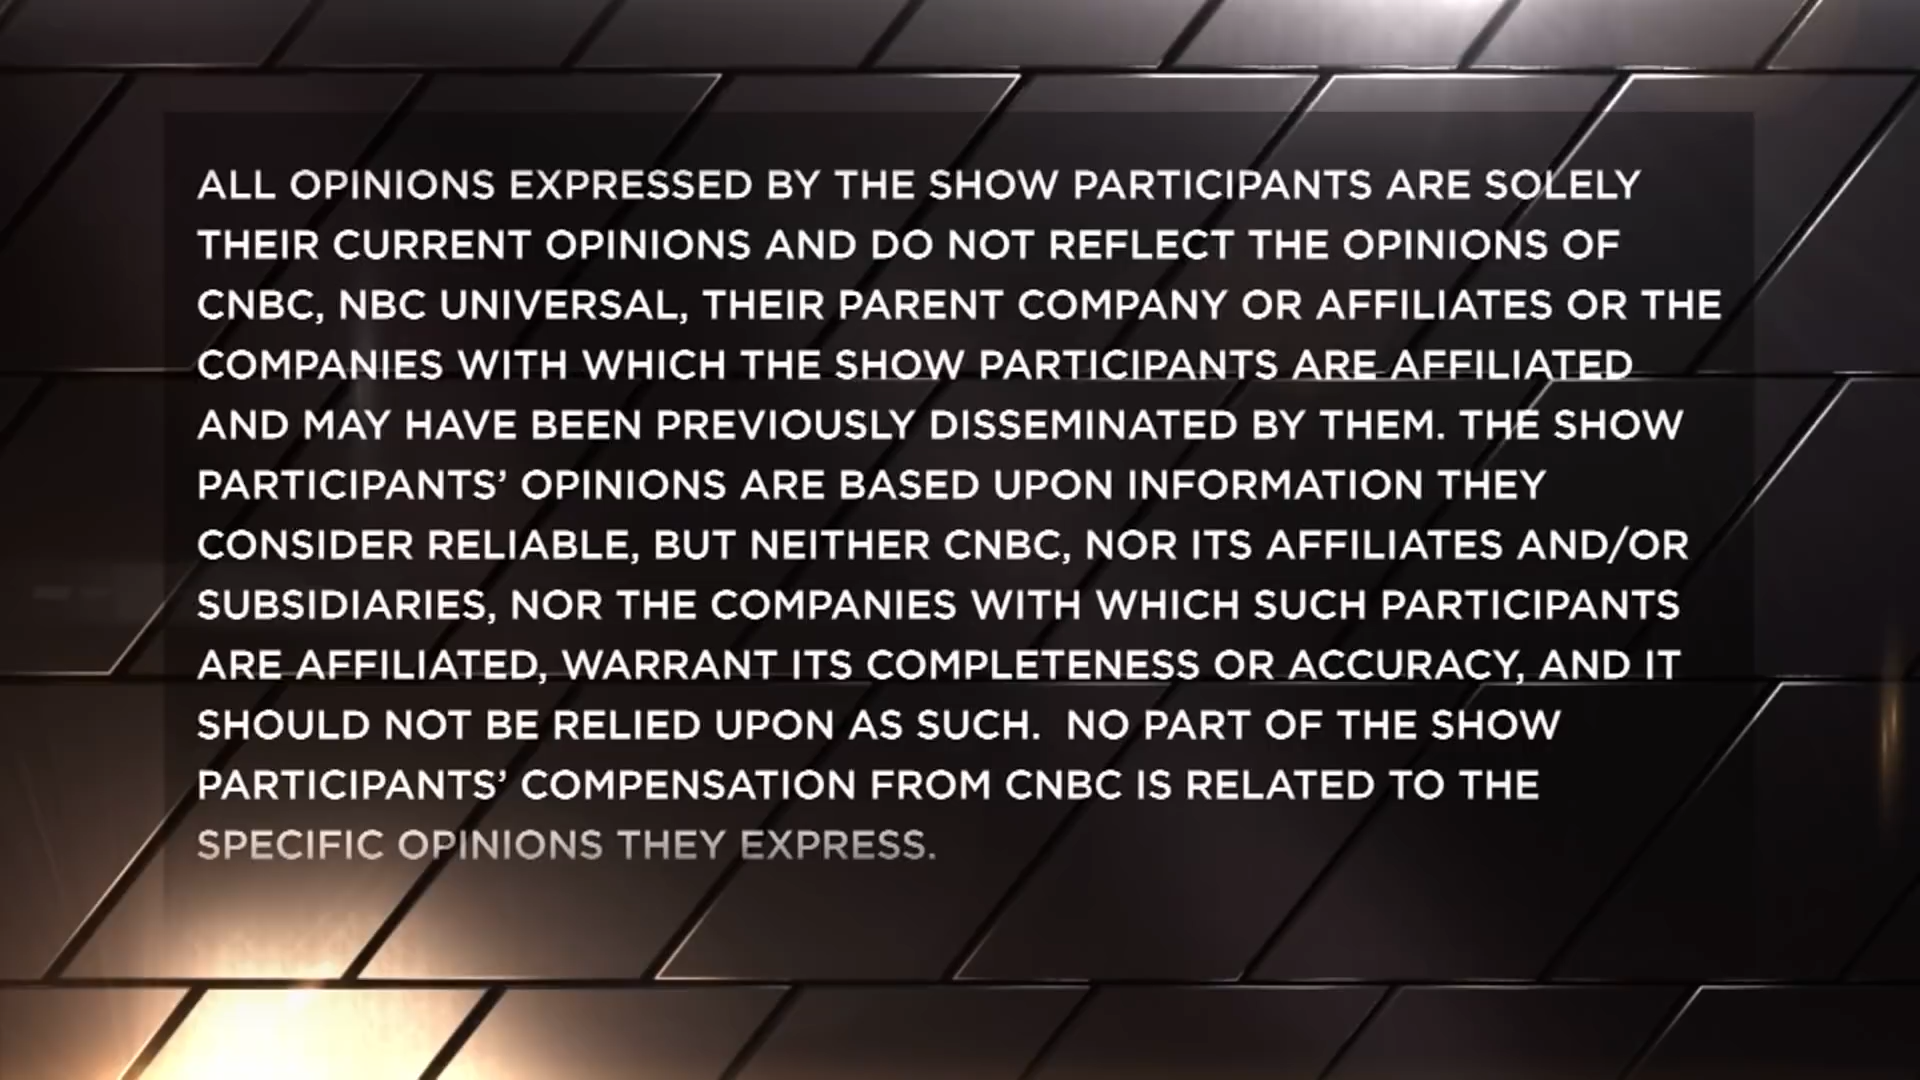 ALL OPINIONS EXPRESSED BY THE SHOW PARTICIPANTS ARE SOLELY
THEIR CURRENT OPINIONS AND DO NOT REFLECT THE OPINIONS OF
CNBC, NBC UNIVERSAL, THEIR PARENT COMPANY OR AFFILIATES OR THE
COMPANIES WITH WHICH THE SHOW PARTICIPANTS ARE AFFILIATED
AND MAY HAVE BEEN PREVIOUSLY DISSEMINATED BY THEM. THE SHOW
PARTICIPANTS’ OPINIONS ARE BASED UPON INFORMATION THEY
CONSIDER RELIABLE, BUT NEITHER CNBC, NOR ITS AFFILIATES AND/OR
SUBSIDIARIES, NOR THE COMPANIES WITH WHICH SUCH PARTICIPANTS
ARE AFFILIATED, WARRANT ITS COMPLETENESS OR ACCURACY, AND IT
SHOULD NOT BE RELIED UPON AS SUCH.  NO PART OF THE SHOW
PARTICIPANTS’ COMPENSATION FROM CNBC IS RELATED TO THE
SPECIFIC OPINIONS THEY EXPRESS.